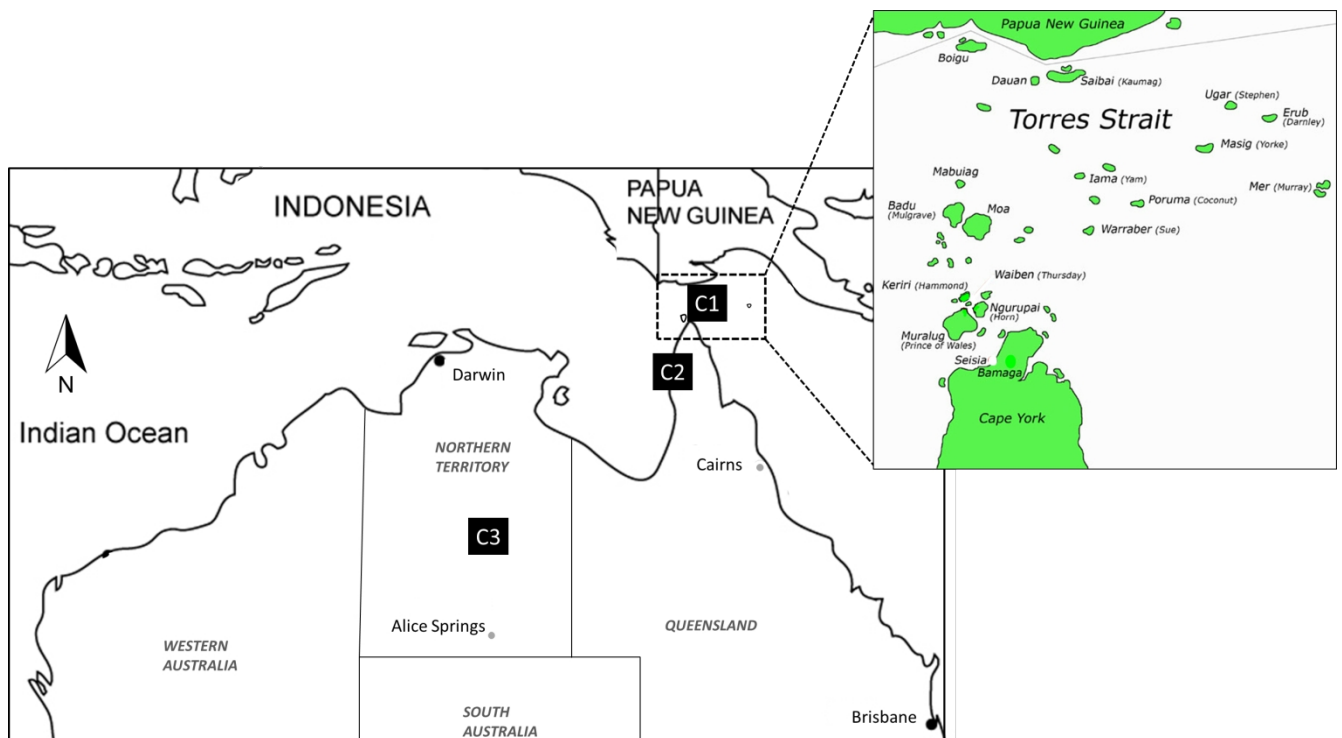 Papua New Guinea
Boigu
Dauan
Saibai (Kaumag)
Ugar (Stephen)
Erub
(Darnley)
Torres Strait
Masig (Yorke)
Mabuiag
Iama (Yam)
Mer (Murray)
Badu
(Mulgrave)
Moa
Poruma (Coconut)
Warraber (Sue)
Waiben (Thursday)
Keriri (Hammond)
Ngurupai
(Horn)
Muralug
(Prince of Wales)
Seisia
Bamaga
Cape York
INDONESIA
PAPUA
NEW GUINEA
C1
C2
N
Darwin
Indian Ocean
NORTHERN
TERRITORY
Cairns
C3
Alice Springs
WESTERN
AUSTRALIA
QUEENSLAND
SOUTH
AUSTRALIA
Brisbane